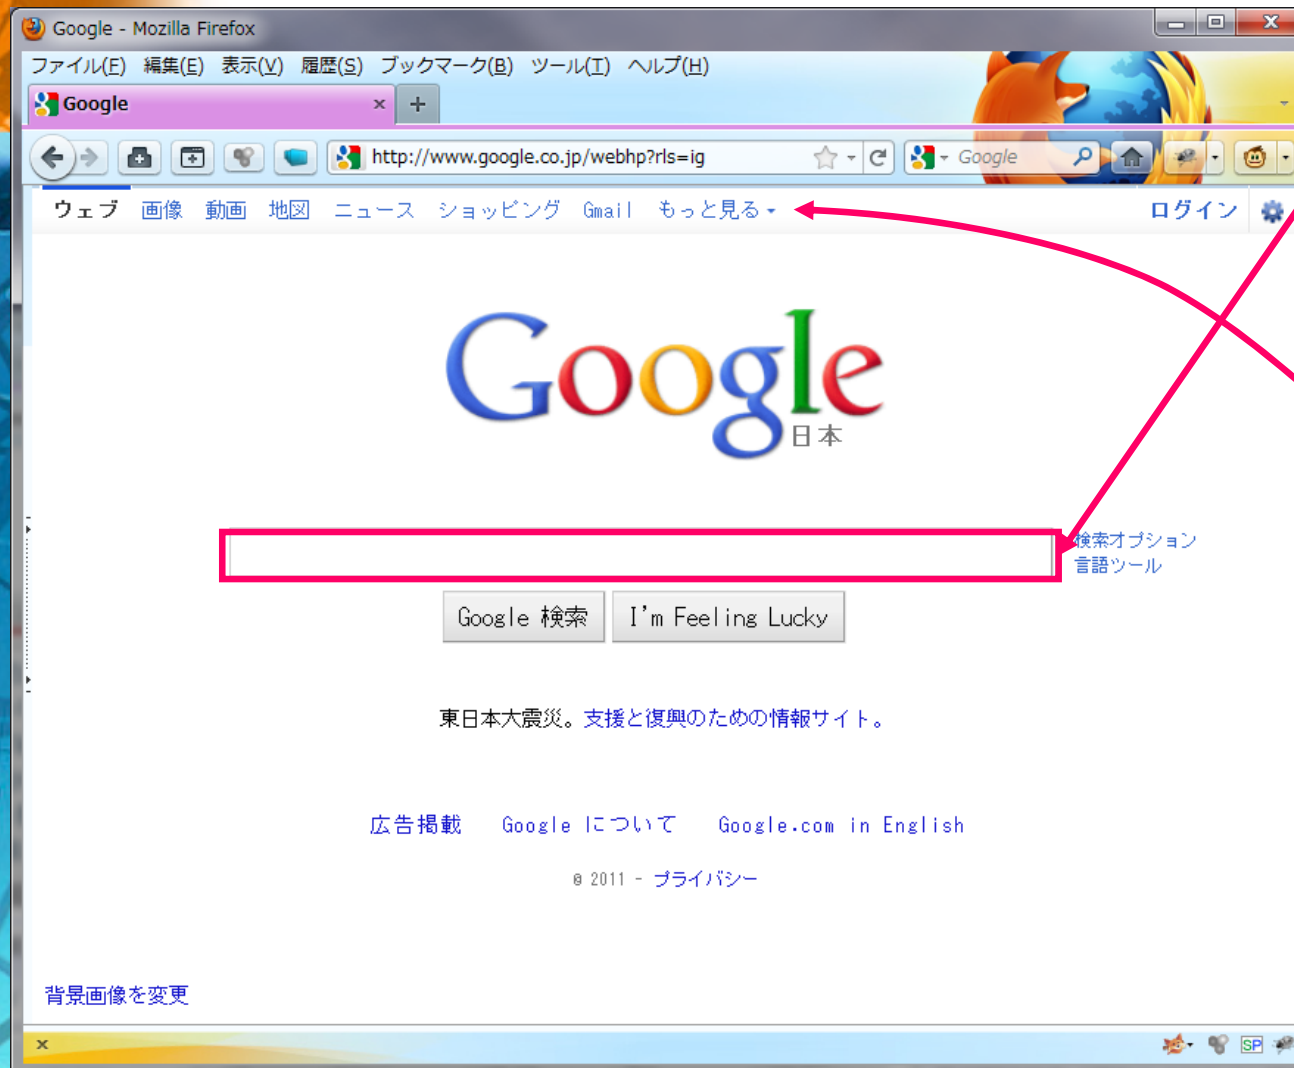 Google - Mozilla Firefox
ファイル(F) 編集(E) 表示(V) 履歴(S) ブックマーク(B) ツール(T) ヘルプ(H)
Google
http://www.google.co.jp/webhp?rls=ig Google
ウェブ 画像 動画 地図 ニュース ショッピング Gmail もっと見る ログイン
Google
日本
検索オプション
言語ツール
Google 検索 I'm Feeling Lucky
東日本大震災。支援と復興のための情報サイト。
広告掲載 Google について Google.com in English
© 2011 - プライバシー
背景画像を変更
x SP